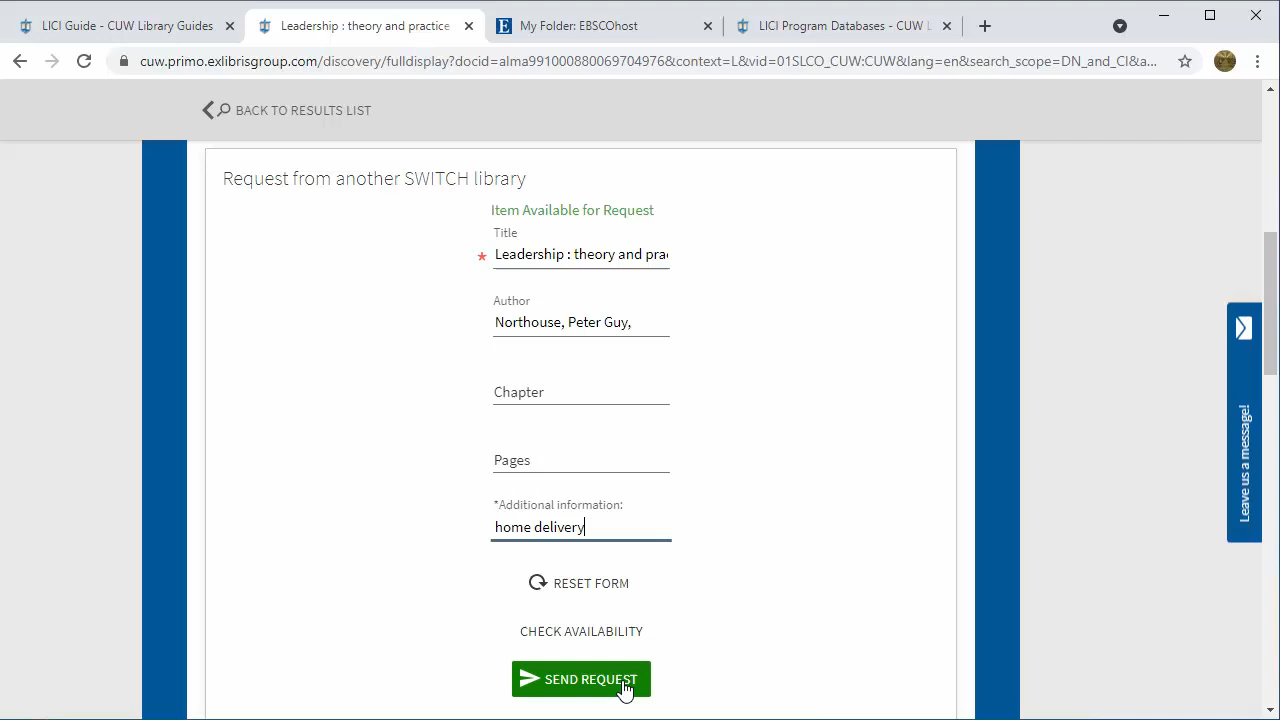 LICI Guide - CUW Library Guides
Leadership : theory and practice
My Folder: EBSCOhost
LICI Program Databases - CUW L
cuw.primo.exlibrisgroup.com/discovery/fulldisplay?docid=alma991000880069704976&context=L&vid=01SLCO_CUW:CUW&lang=en&search_scope=DN_and_CI&a...
BACK TO RESULTS LIST
Request from another SWITCH library
Item Available for Request
Title
* Leadership : theory and prac
Author
Northouse, Peter Guy,
Chapter
Pages
*Additional information:
home delivery
RESET FORM
CHECK AVAILABILITY
SEND REQUEST
Leave us a message!